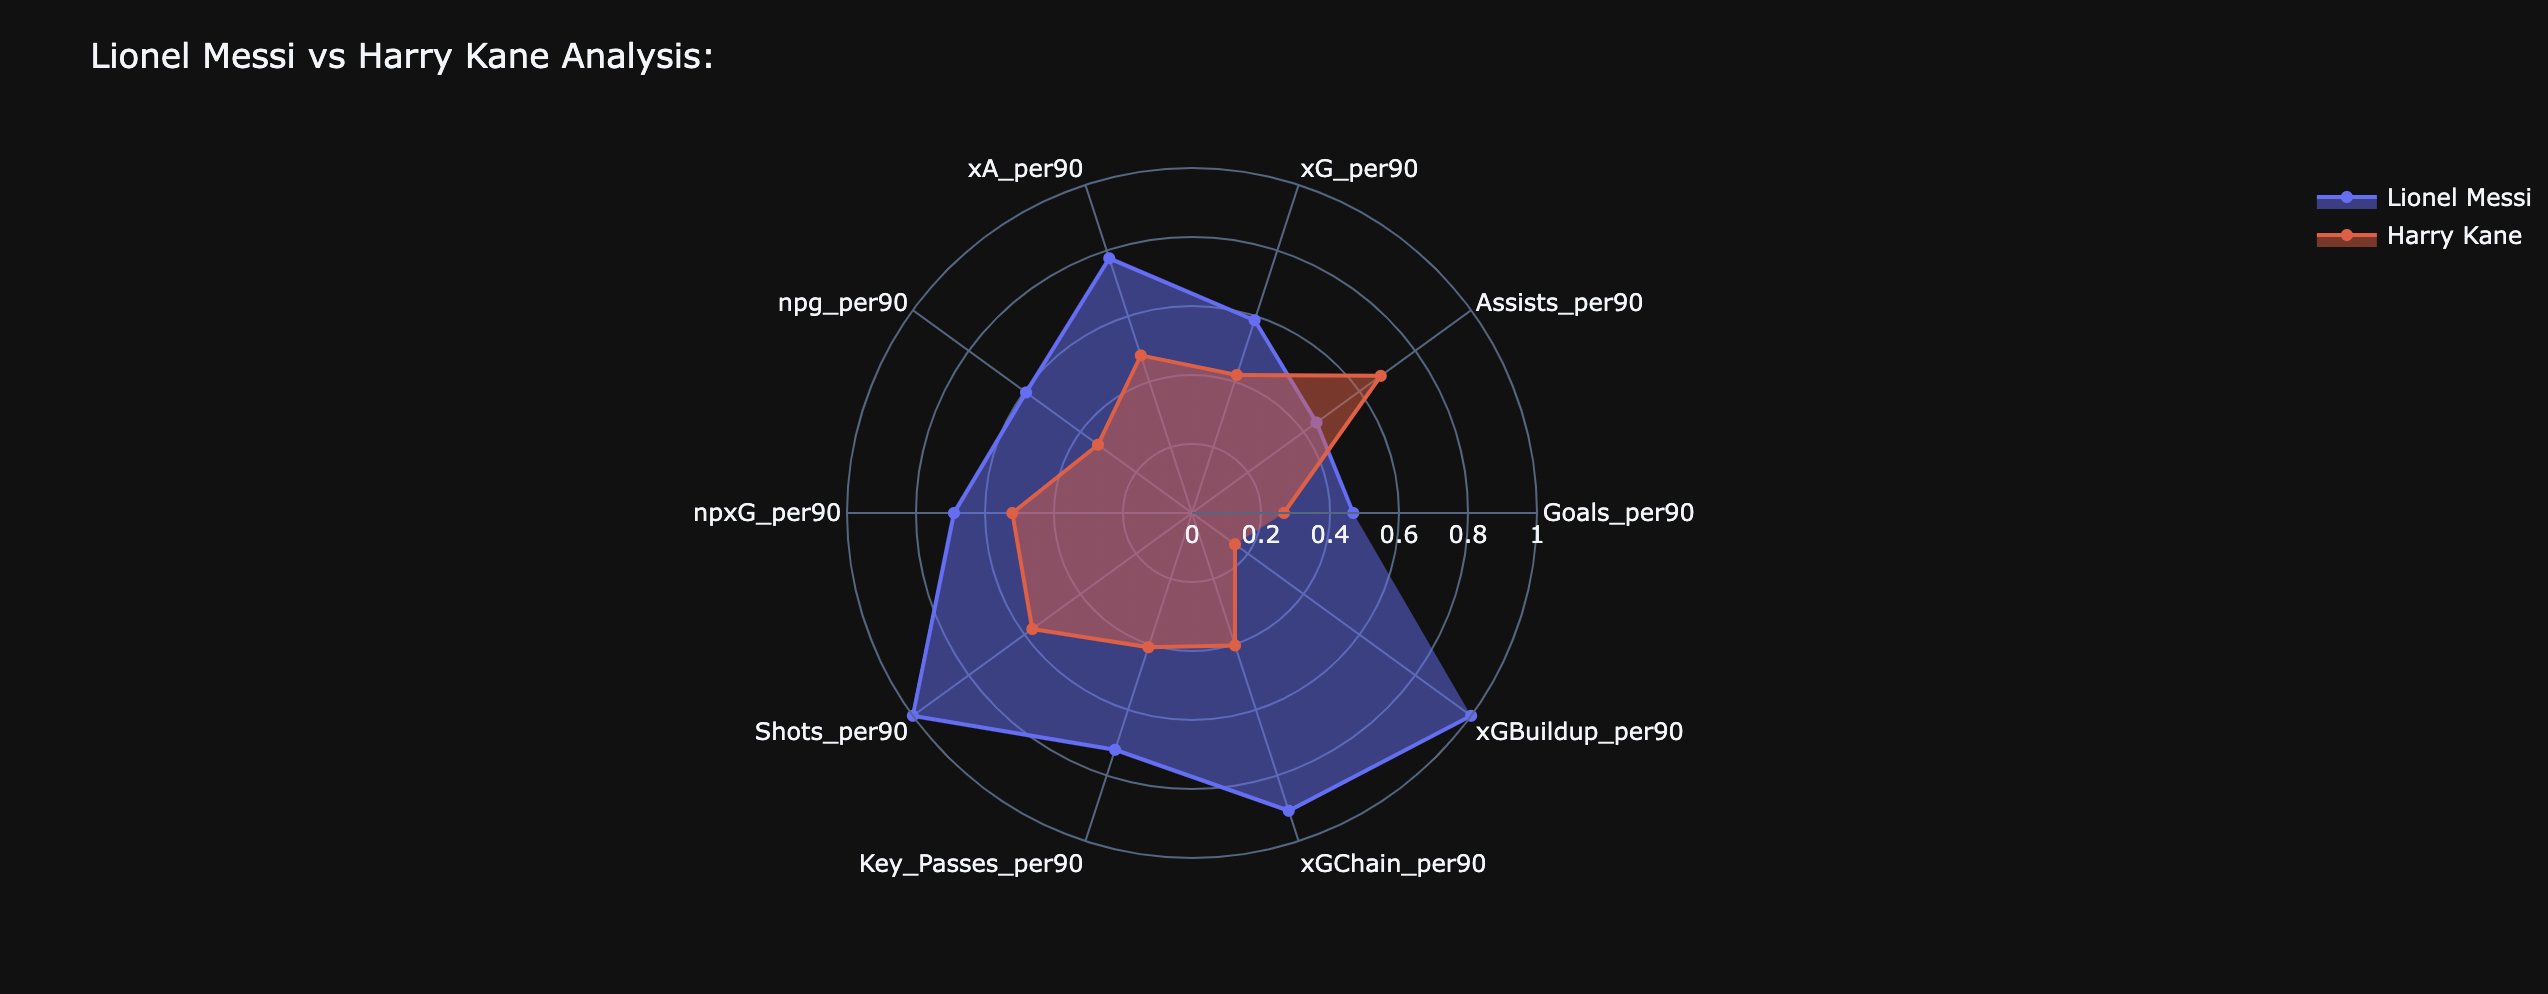 Lionel Messi vs Harry Kane Analysis:
xA_per90
xG_per90
Lionel Messi
Harry Kane
npg_per90
Assists_per90
npxG_per90
Goals_per90
0
0.2
0.4
0.6
0.8
1
Shots_per90
xGBuildup_per90
Key_Passes_per90
xGChain_per90